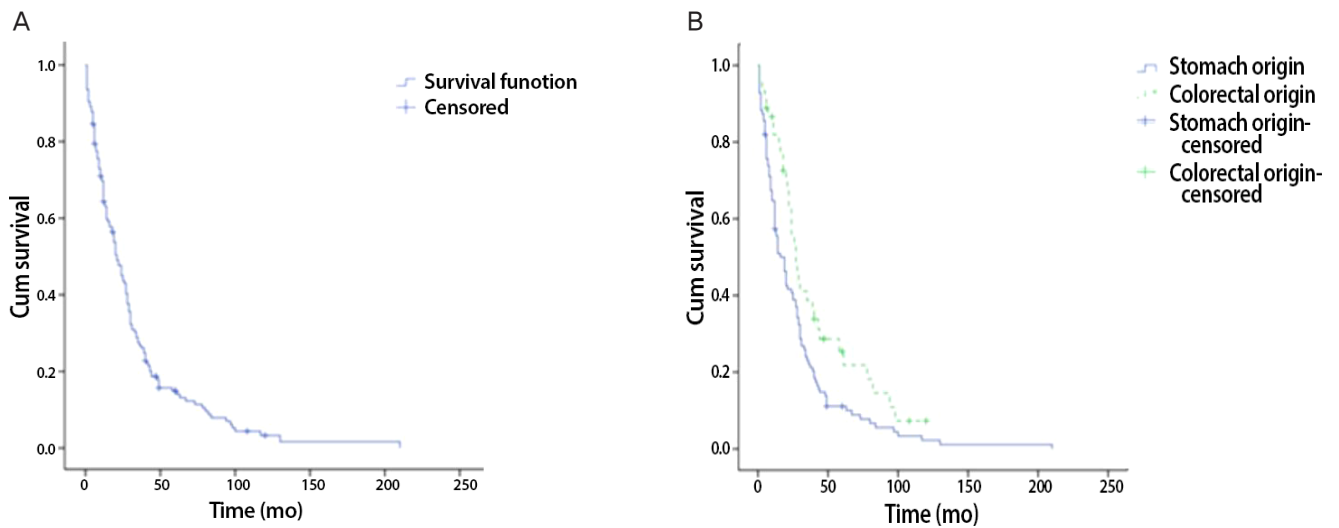 A
1.0
0.8
0.6
0.4
0.2
0.0
Cum survival
0 50 100 150 200 250
Time (mo)
Survival funotion
Censored
B
1.0
0.8
0.6
0.4
0.2
0.0
Cum survival
0 50 100 150 200 250
Time (mo)
Stomach origin
Colorectal origin
Stomach origin-
censored
Colorectal origin-
censored